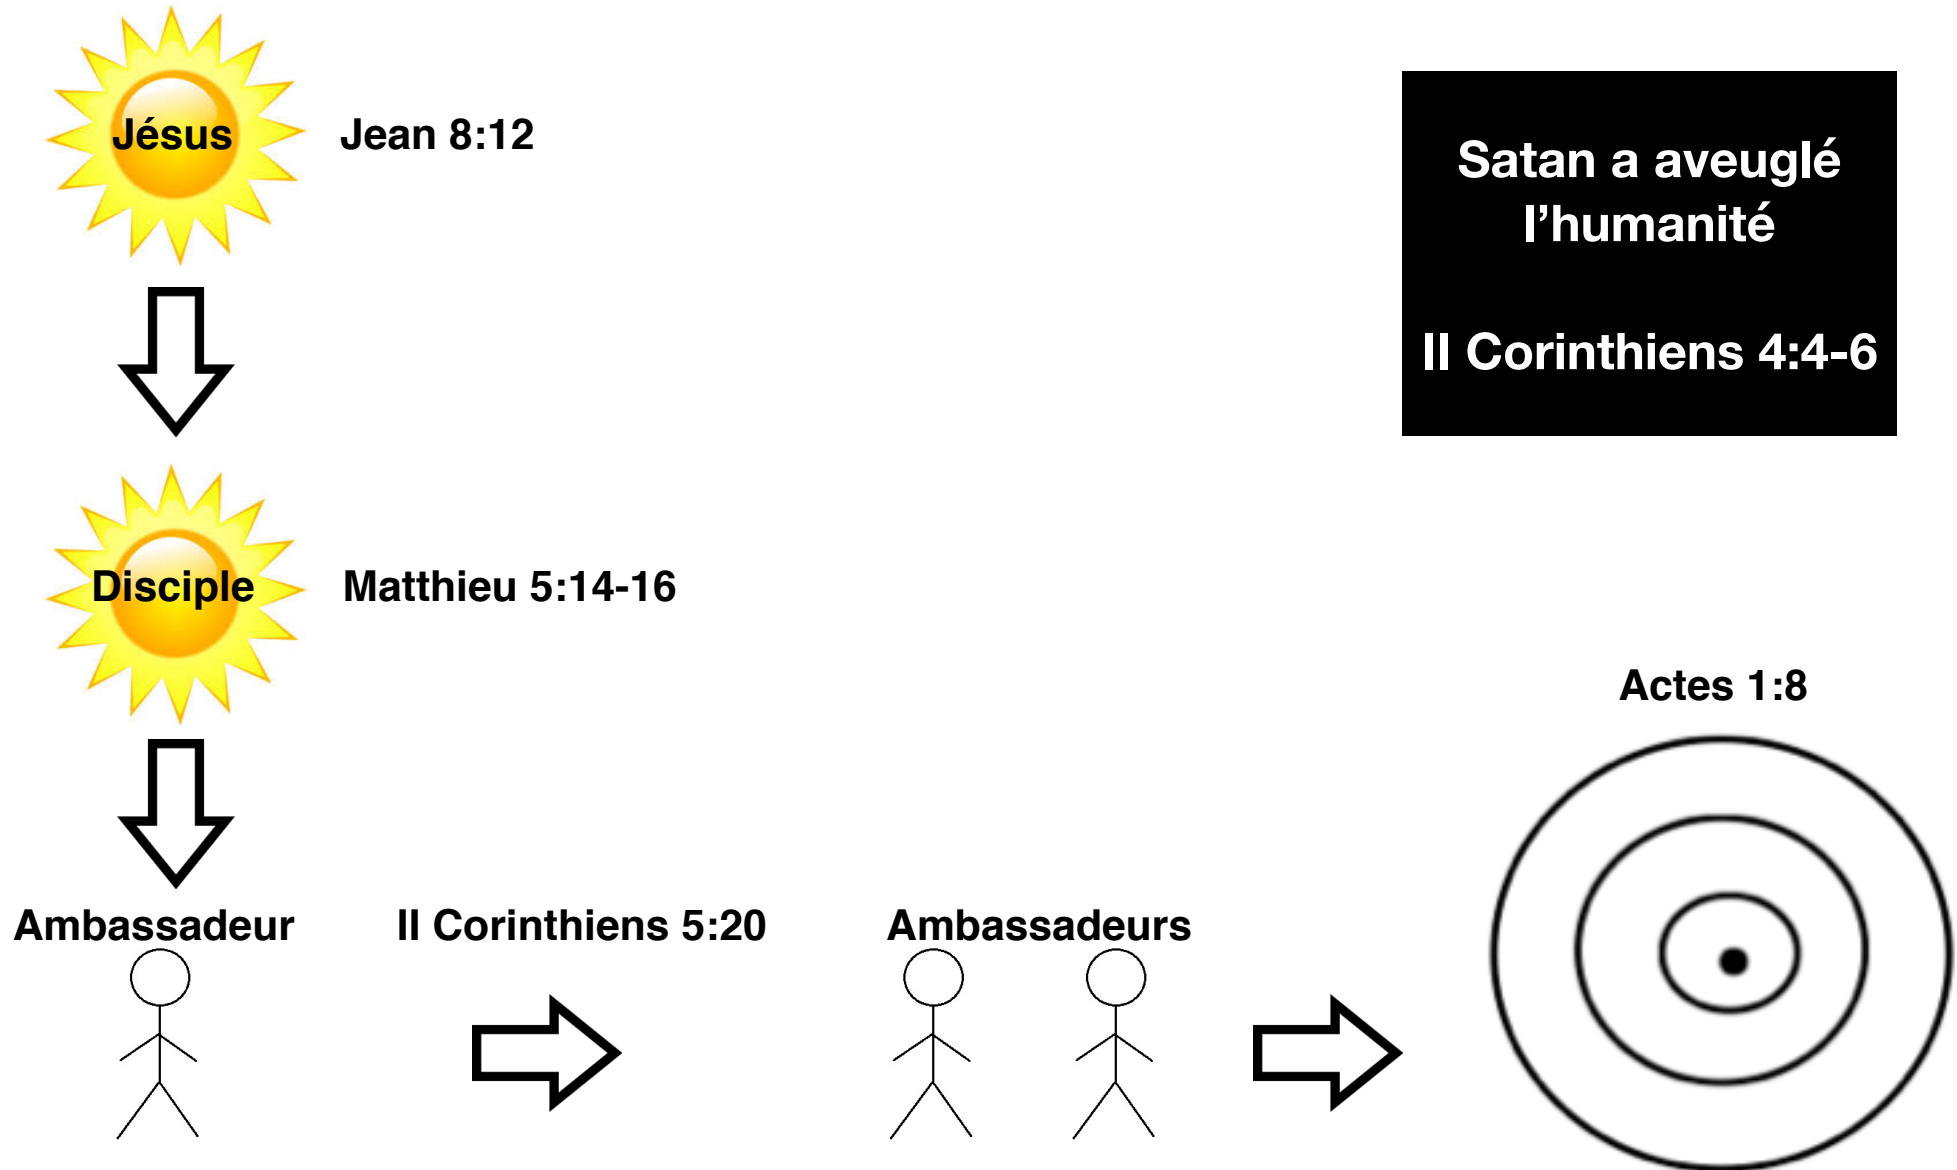 Jésus
Jean 8:12
Satan a aveuglé
l'humanité
II Corinthiens 4:4-6
Disciple
Matthieu 5:14-16
Actes 1:8
Ambassadeur
II Corinthiens 5:20
Ambassadeurs